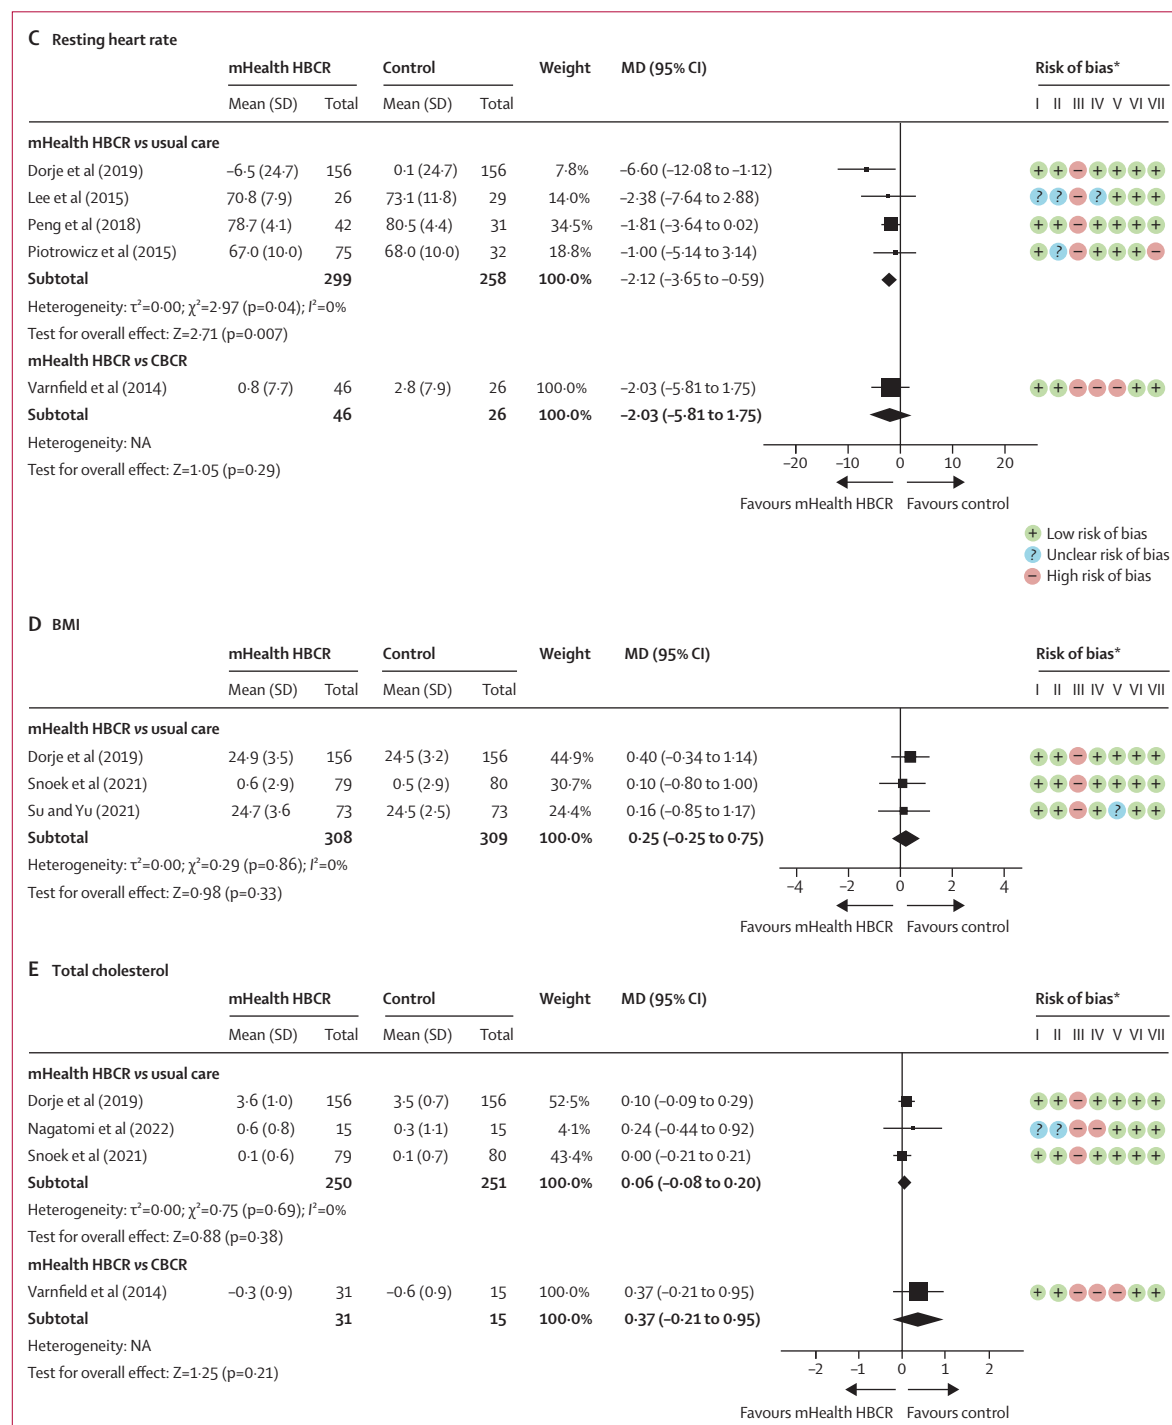 C Resting heart rate
mHealth HBCR Control Weight MD (95% CI) Risk of bias*
Mean (SD) Total Mean (SD) Total I II III IV V VI VII
mHealth HBCR vs usual care
Dorje et al (2019) –6·5 (24·7) 156 0·1 (24·7) 156 7·8% –6·60 (–12·08 to –1·12) + + – + + + +
Lee et al (2015) 70·8 (7·9) 26 73·1 (11·8) 29 14·0% –2·38 (–7·64 to 2·88) ? ? – ? + + +
Peng et al (2018) 78·7 (4·1) 42 80·5 (4·4) 31 34·5% –1·81 (–3·64 to 0·02) + + – + + + +
Piotrowicz et al (2015) 67·0 (10·0) 75 68·0 (10·0) 32 18·8% –1·00 (–5·14 to 3·14) + ? – + + + –
Subtotal 299 258 100·0% –2·12 (–3·65 to –0·59)
Heterogeneity: τ²=0·00; χ²=2·97 (p=0·04); I²=0%
Test for overall effect: Z=2·71 (p=0·007)
mHealth HBCR vs CBCR
Varnfield et al (2014) 0·8 (7·7) 46 2·8 (7·9) 26 100·0% –2·03 (–5·81 to 1·75) + + – – – + +
Subtotal 46 26 100·0% –2·03 (–5·81 to 1·75)
Heterogeneity: NA
Test for overall effect: Z=1·05 (p=0·29)
–20 –10 0 10 20
Favours mHealth HBCR Favours control
+ Low risk of bias
? Unclear risk of bias
– High risk of bias
D BMI
mHealth HBCR Control Weight MD (95% CI) Risk of bias*
Mean (SD) Total Mean (SD) Total I II III IV V VI VII
mHealth HBCR vs usual care
Dorje et al (2019) 24·9 (3·5) 156 24·5 (3·2) 156 44·9% 0·40 (–0·34 to 1·14) + + – + + + +
Snoek et al (2021) 0·6 (2·9) 79 0·5 (2·9) 80 30·7% 0·10 (–0·80 to 1·00) + + – + + + +
Su and Yu (2021) 24·7 (3·6 73 24·5 (2·5) 73 24·4% 0·16 (–0·85 to 1·17) + + – + ? + +
Subtotal 308 309 100·0% 0·25 (–0·25 to 0·75)
Heterogeneity: τ²=0·00; χ²=0·29 (p=0·86); I²=0%
Test for overall effect: Z=0·98 (p=0·33)
–4 –2 0 2 4
Favours mHealth HBCR Favours control
E Total cholesterol
mHealth HBCR Control Weight MD (95% CI) Risk of bias*
Mean (SD) Total Mean (SD) Total I II III IV V VI VII
mHealth HBCR vs usual care
Dorje et al (2019) 3·6 (1·0) 156 3·5 (0·7) 156 52·5% 0·10 (–0·09 to 0·29) + + – + + + +
Nagatomi et al (2022) 0·6 (0·8) 15 0·3 (1·1) 15 4·1% 0·24 (–0·44 to 0·92) ? ? – – + + +
Snoek et al (2021) 0·1 (0·6) 79 0·1 (0·7) 80 43·4% 0·00 (–0·21 to 0·21) + + – + + + +
Subtotal 250 251 100·0% 0·06 (–0·08 to 0·20)
Heterogeneity: τ²=0·00; χ²=0·75 (p=0·69); I²=0%
Test for overall effect: Z=0·88 (p=0·38)
mHealth HBCR vs CBCR
Varnfield et al (2014) –0·3 (0·9) 31 –0·6 (0·9) 15 100·0% 0·37 (–0·21 to 0·95) + + – – – + +
Subtotal 31 15 100·0% 0·37 (–0·21 to 0·95)
Heterogeneity: NA
Test for overall effect: Z=1·25 (p=0·21)
–2 –1 0 1 2
Favours mHealth HBCR Favours control